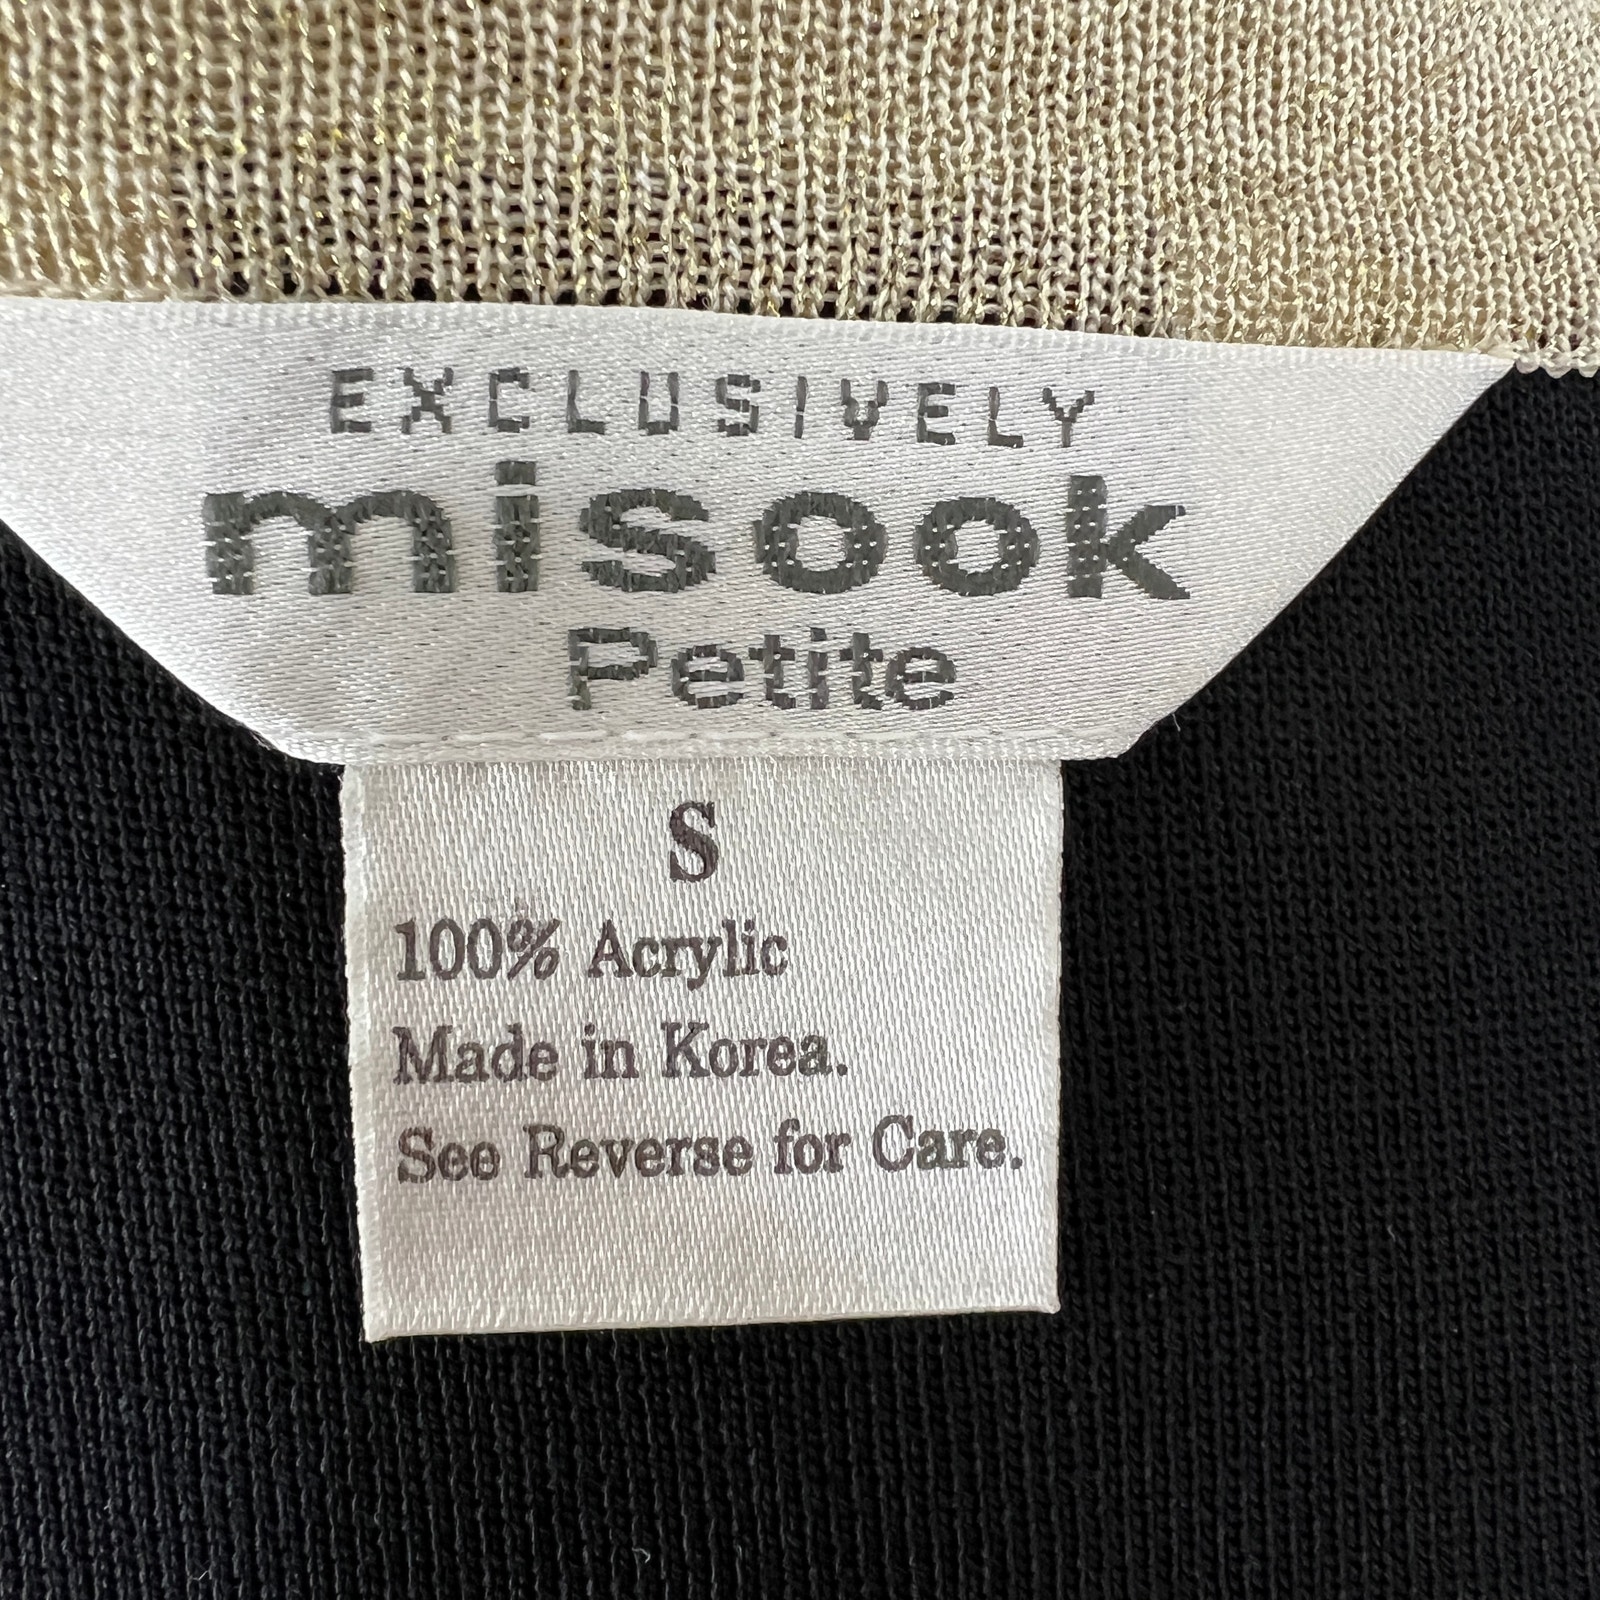 EXCLUSIVELY
misook
Petite
S
100% Acrylic
Made in Korea.
See Reverse for Care.